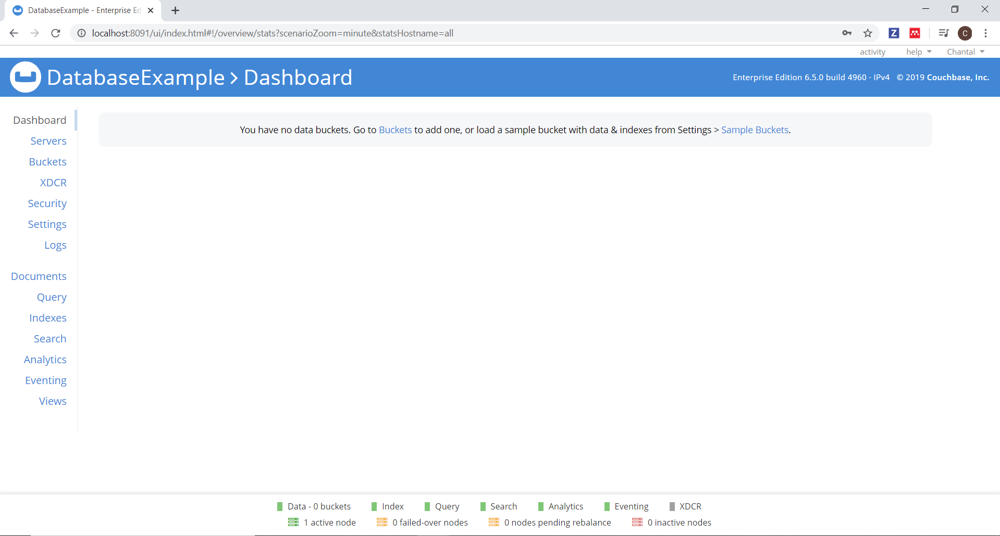 DatabaseExample - Enterprise Ed
localhost:8091/ui/index.html#!/overview/stats?scenarioZoom=minute&statsHostname=all
Z
C
activity help Chantal
DatabaseExample > Dashboard
Enterprise Edition 6.5.0 build 4960 · IPv4 © 2019 Couchbase, Inc.
Dashboard
Servers
Buckets
XDCR
Security
Settings
Logs
Documents
Query
Indexes
Search
Analytics
Eventing
Views
You have no data buckets. Go to Buckets to add one, or load a sample bucket with data & indexes from Settings > Sample Buckets.
Data - 0 buckets Index Query Search Analytics Eventing XDCR
1 active node 0 failed-over nodes 0 nodes pending rebalance 0 inactive nodes